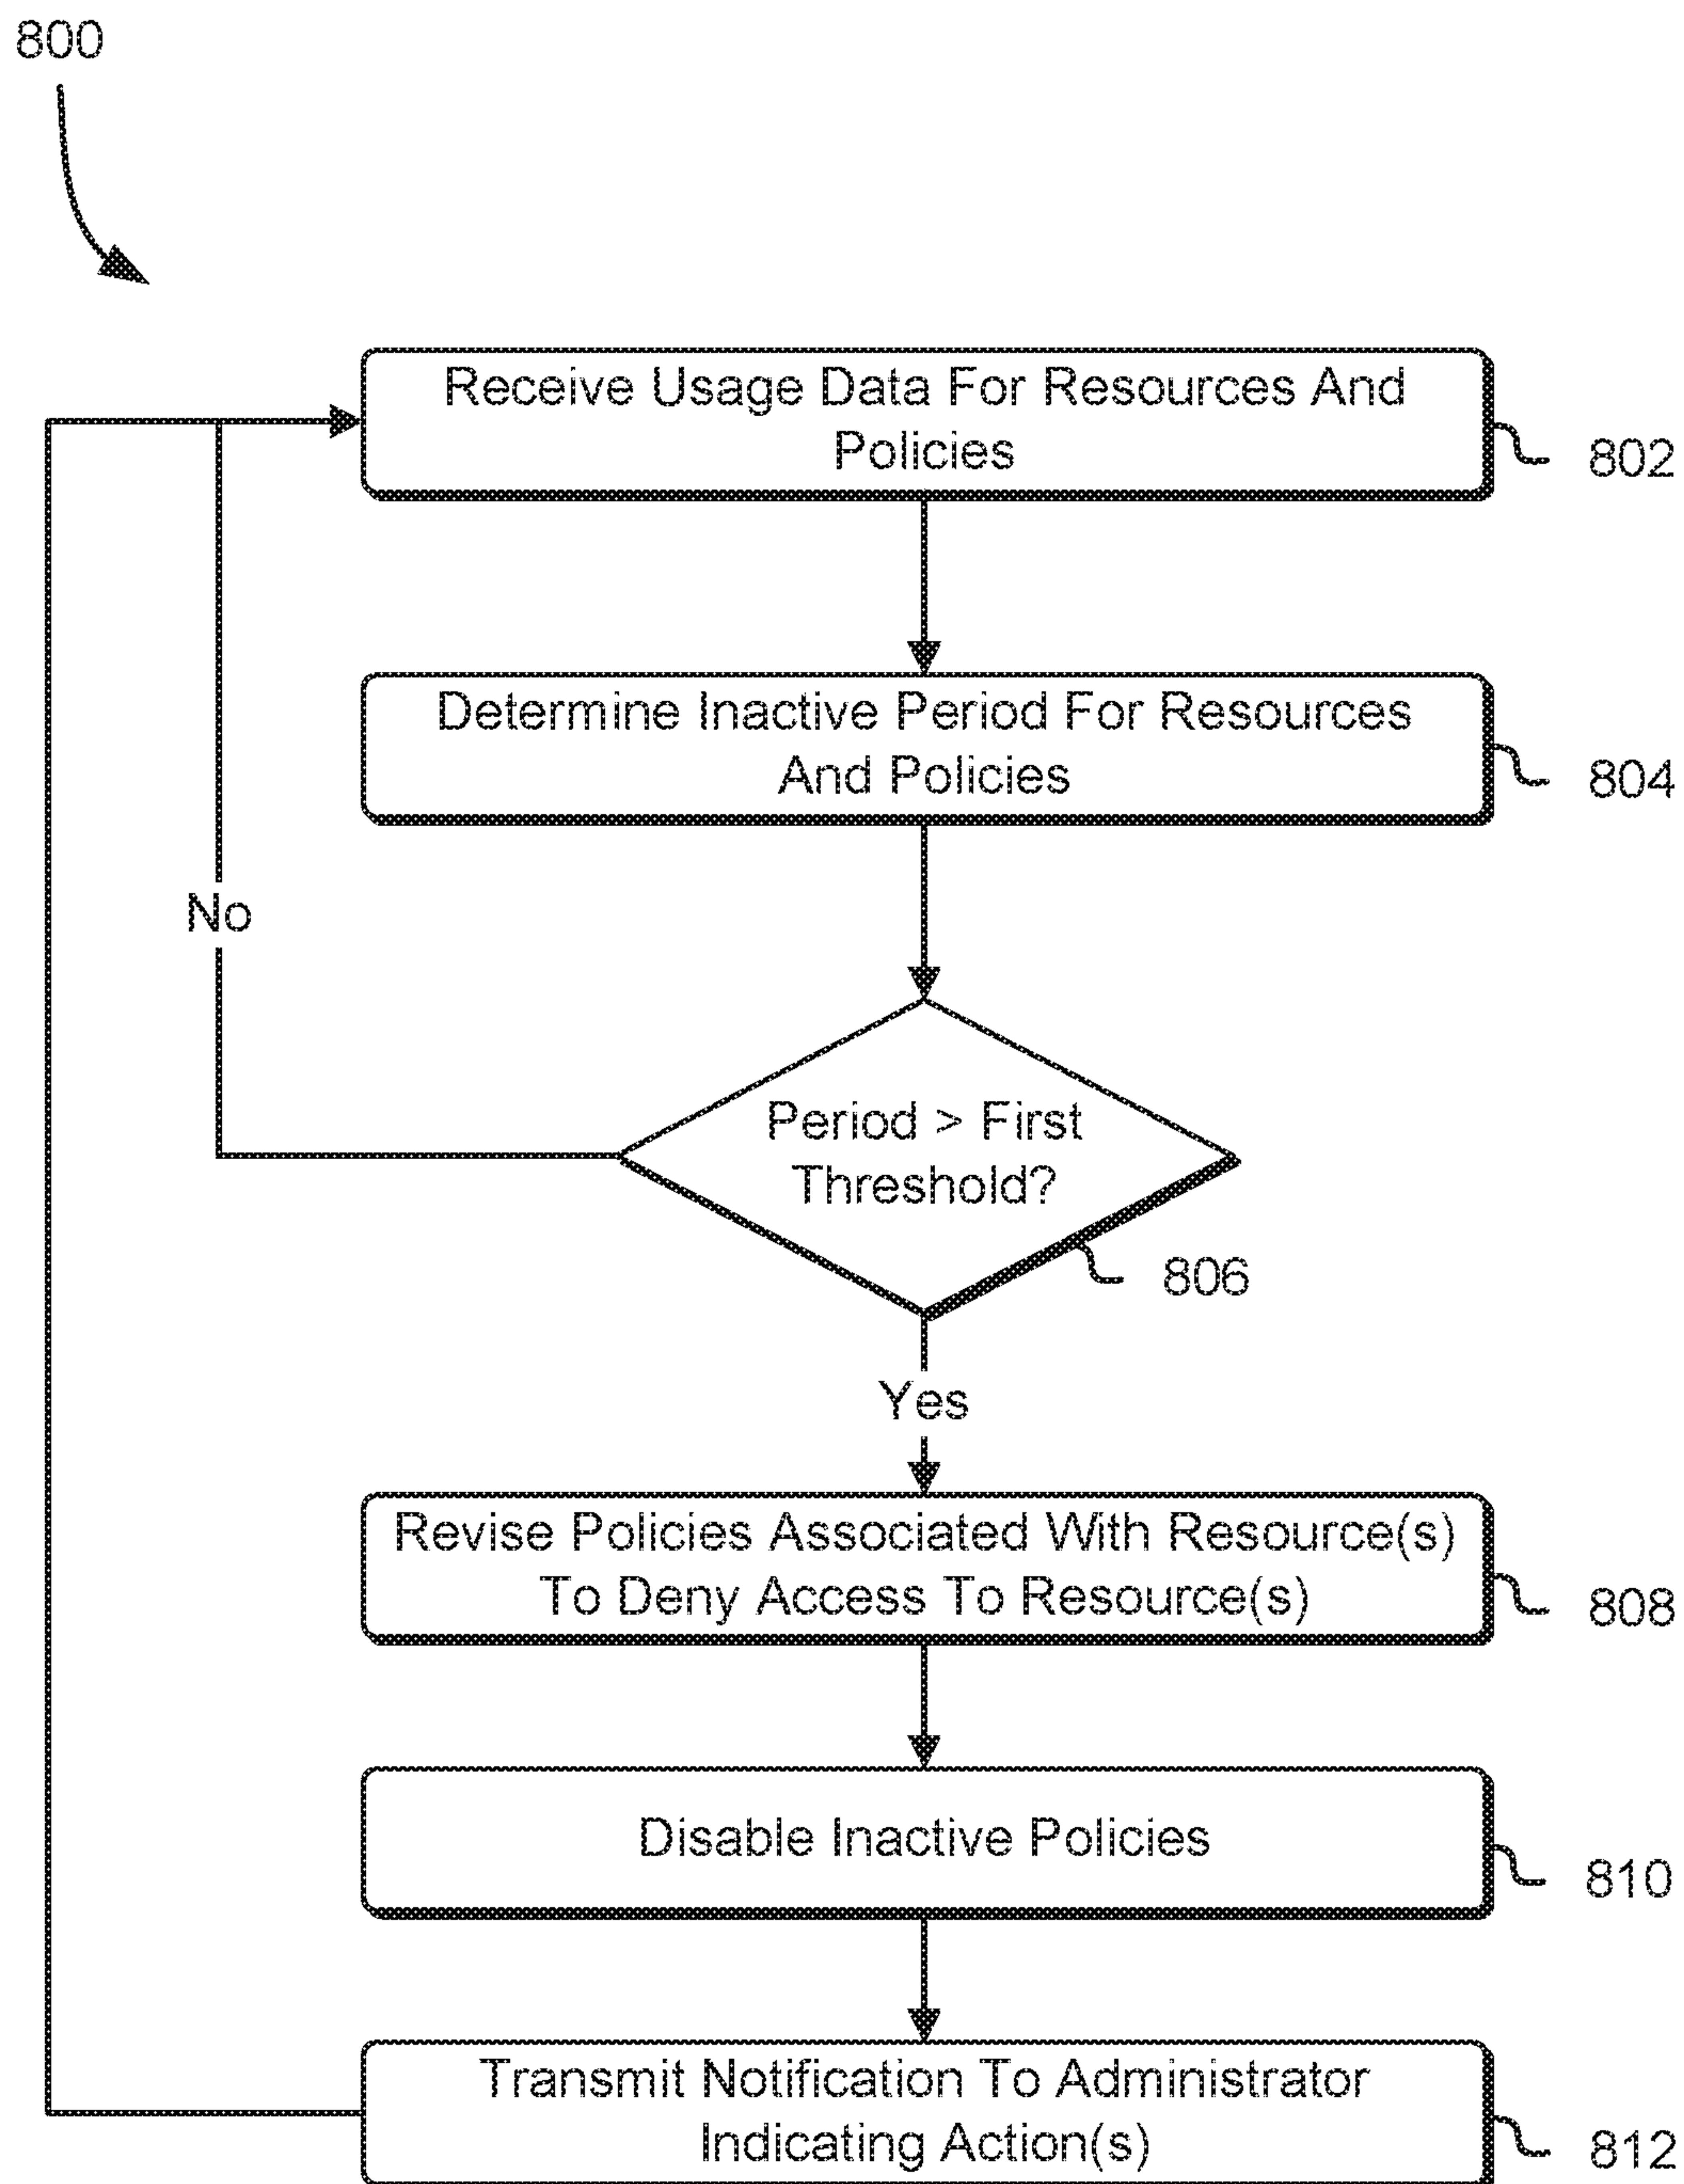 800
Receive Usage Data For Resources And
Policies
802
Determine Inactive Period For Resources
And Policies
804
No
Period > First
Threshold?
806
Yes
Revise Policies Associated With Resource(s)
To Deny Access To Resource(s)
808
Disable Inactive Policies
810
Transmit Notification To Administrator
Indicating Action(s)
812